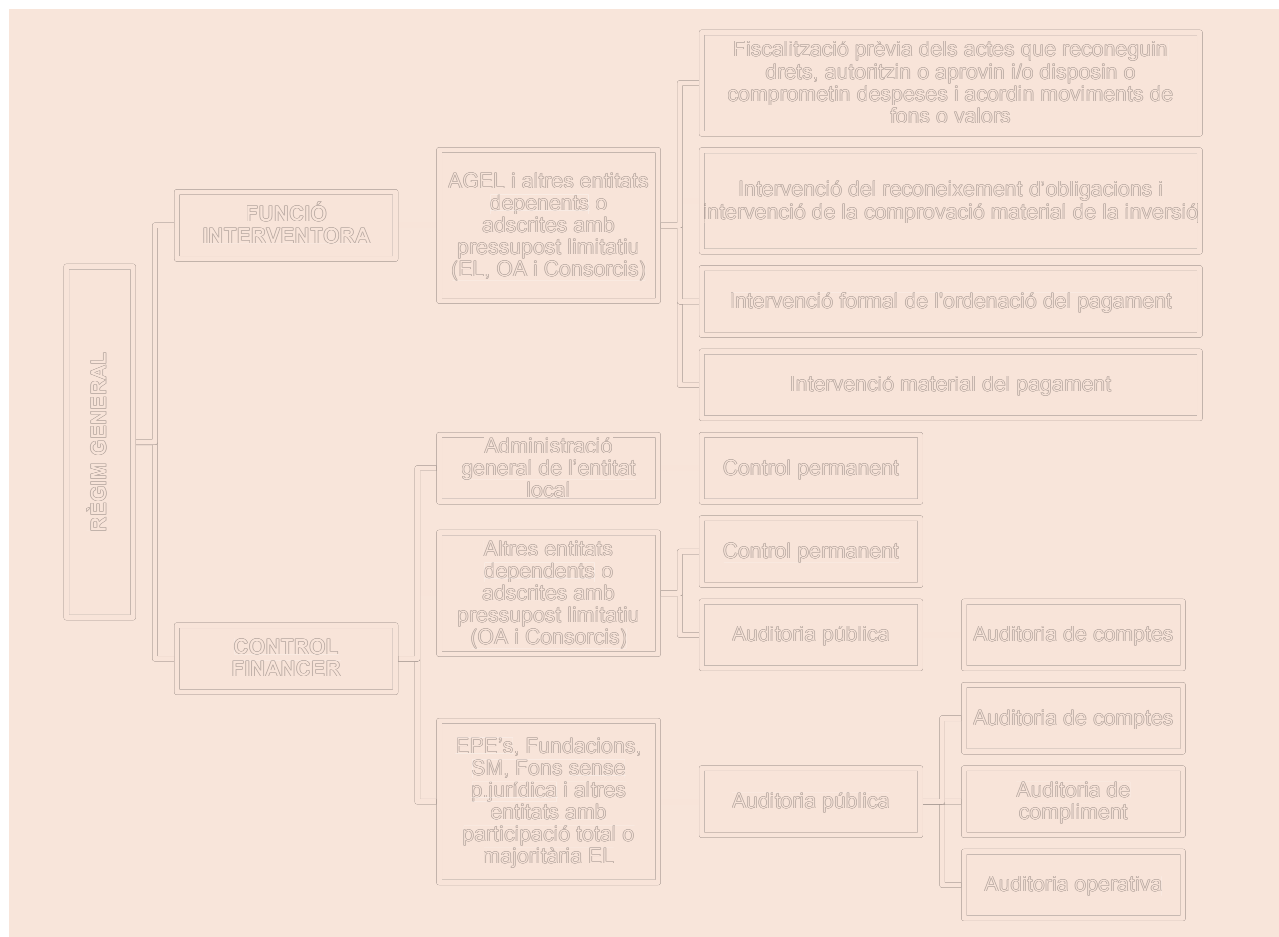 RÈGIM GENERAL
FUNCIÓ
INTERVENTORA
AGEL i altres entitats
depenents o
adscrites amb
pressupost limitatiu
(EL, OA i Consorcis)
Fiscalització prèvia dels actes que reconeguin
drets, autoritzin o aprovin i/o disposin o
comprometin despeses i acordin moviments de
fons o valors
Intervenció del reconeixement d'obligacions i
intervenció de la comprovació material de la inversió
Intervenció formal de l'ordenació del pagament
Intervenció material del pagament
CONTROL
FINANCER
Administració
general de l'entitat
local
Control permanent
Altres entitats
dependents o
adscrites amb
pressupost limitatiu
(OA i Consorcis)
Control permanent
Auditoria pública
Auditoria de comptes
EPE's, Fundacions,
SM, Fons sense
p.jurídica i altres
entitats amb
participació total o
majoritària EL
Auditoria pública
Auditoria de comptes
Auditoria de
compliment
Auditoria operativa